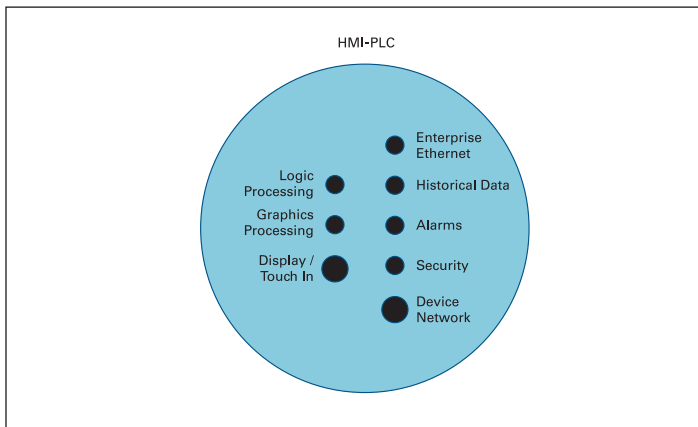 HMI-PLC
Logic
Processing
Graphics
Processing
Display /
Touch In
Enterprise
Ethernet
Historical Data
Alarms
Security
Device
Network